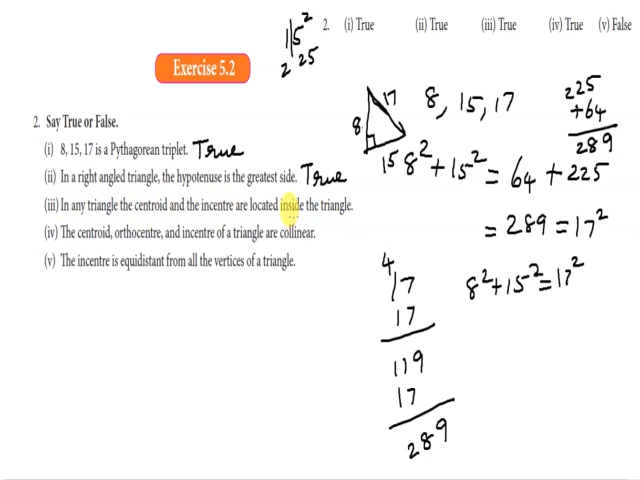 15²
2 25
2. (i) True (ii) True (iii) True (iv) True (v) False
Exercise 5.2
2. Say True or False.
(i) 8, 15, 17 is a Pythagorean triplet. True
(ii) In a right angled triangle, the hypotenuse is the greatest side. True
(iii) In any triangle the centroid and the incentre are located inside the triangle.
(iv) The centroid, orthocentre, and incentre of a triangle are collinear.
(v) The incentre is equidistant from all the vertices of a triangle.
17
8
15
8, 15, 17
225
+64
289
8² + 15² = 64 + 225
= 289 = 17²
8² + 15² = 17²
4
17
17
119
17
289